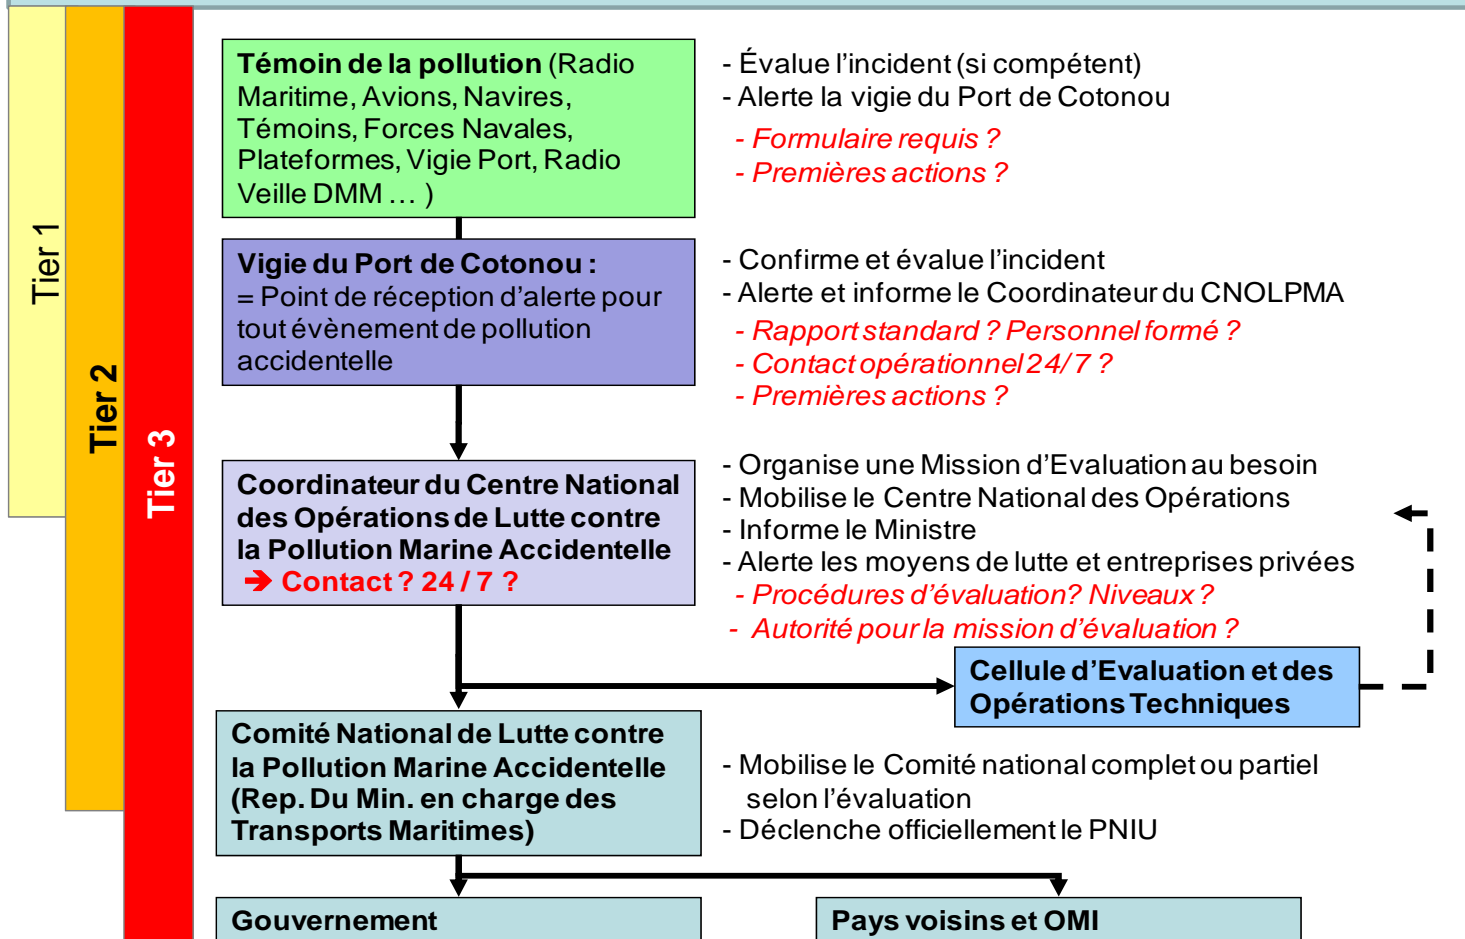 Tier 1
Tier 2
Tier 3
Témoin de la pollution (Radio
Maritime, Avions, Navires,
Témoins, Forces Navales,
Plateformes, Vigie Port, Radio
Veille DMM … )
- Évalue l’incident (si compétent)
- Alerte la vigie du Port de Cotonou
- Formulaire requis ?
- Premières actions ?
Vigie du Port de Cotonou :
= Point de réception d’alerte pour
tout évènement de pollution
accidentelle
- Confirme et évalue l’incident
- Alerte et informe le Coordinateur du CNOLPMA
- Rapport standard ? Personnel formé ?
- Contact opérationnel 24/7 ?
- Premières actions ?
Coordinateur du Centre National
des Opérations de Lutte contre
la Pollution Marine Accidentelle
➔ Contact ? 24 / 7 ?
- Organise une Mission d’Evaluation au besoin
- Mobilise le Centre National des Opérations
- Informe le Ministre
- Alerte les moyens de lutte et entreprises privées
- Procédures d’évaluation? Niveaux ?
- Autorité pour la mission d’évaluation ?
Cellule d’Evaluation et des
Opérations Techniques
Comité National de Lutte contre
la Pollution Marine Accidentelle
(Rep. Du Min. en charge des
Transports Maritimes)
- Mobilise le Comité national complet ou partiel
selon l’évaluation
- Déclenche officiellement le PNIU
Gouvernement
Pays voisins et OMI